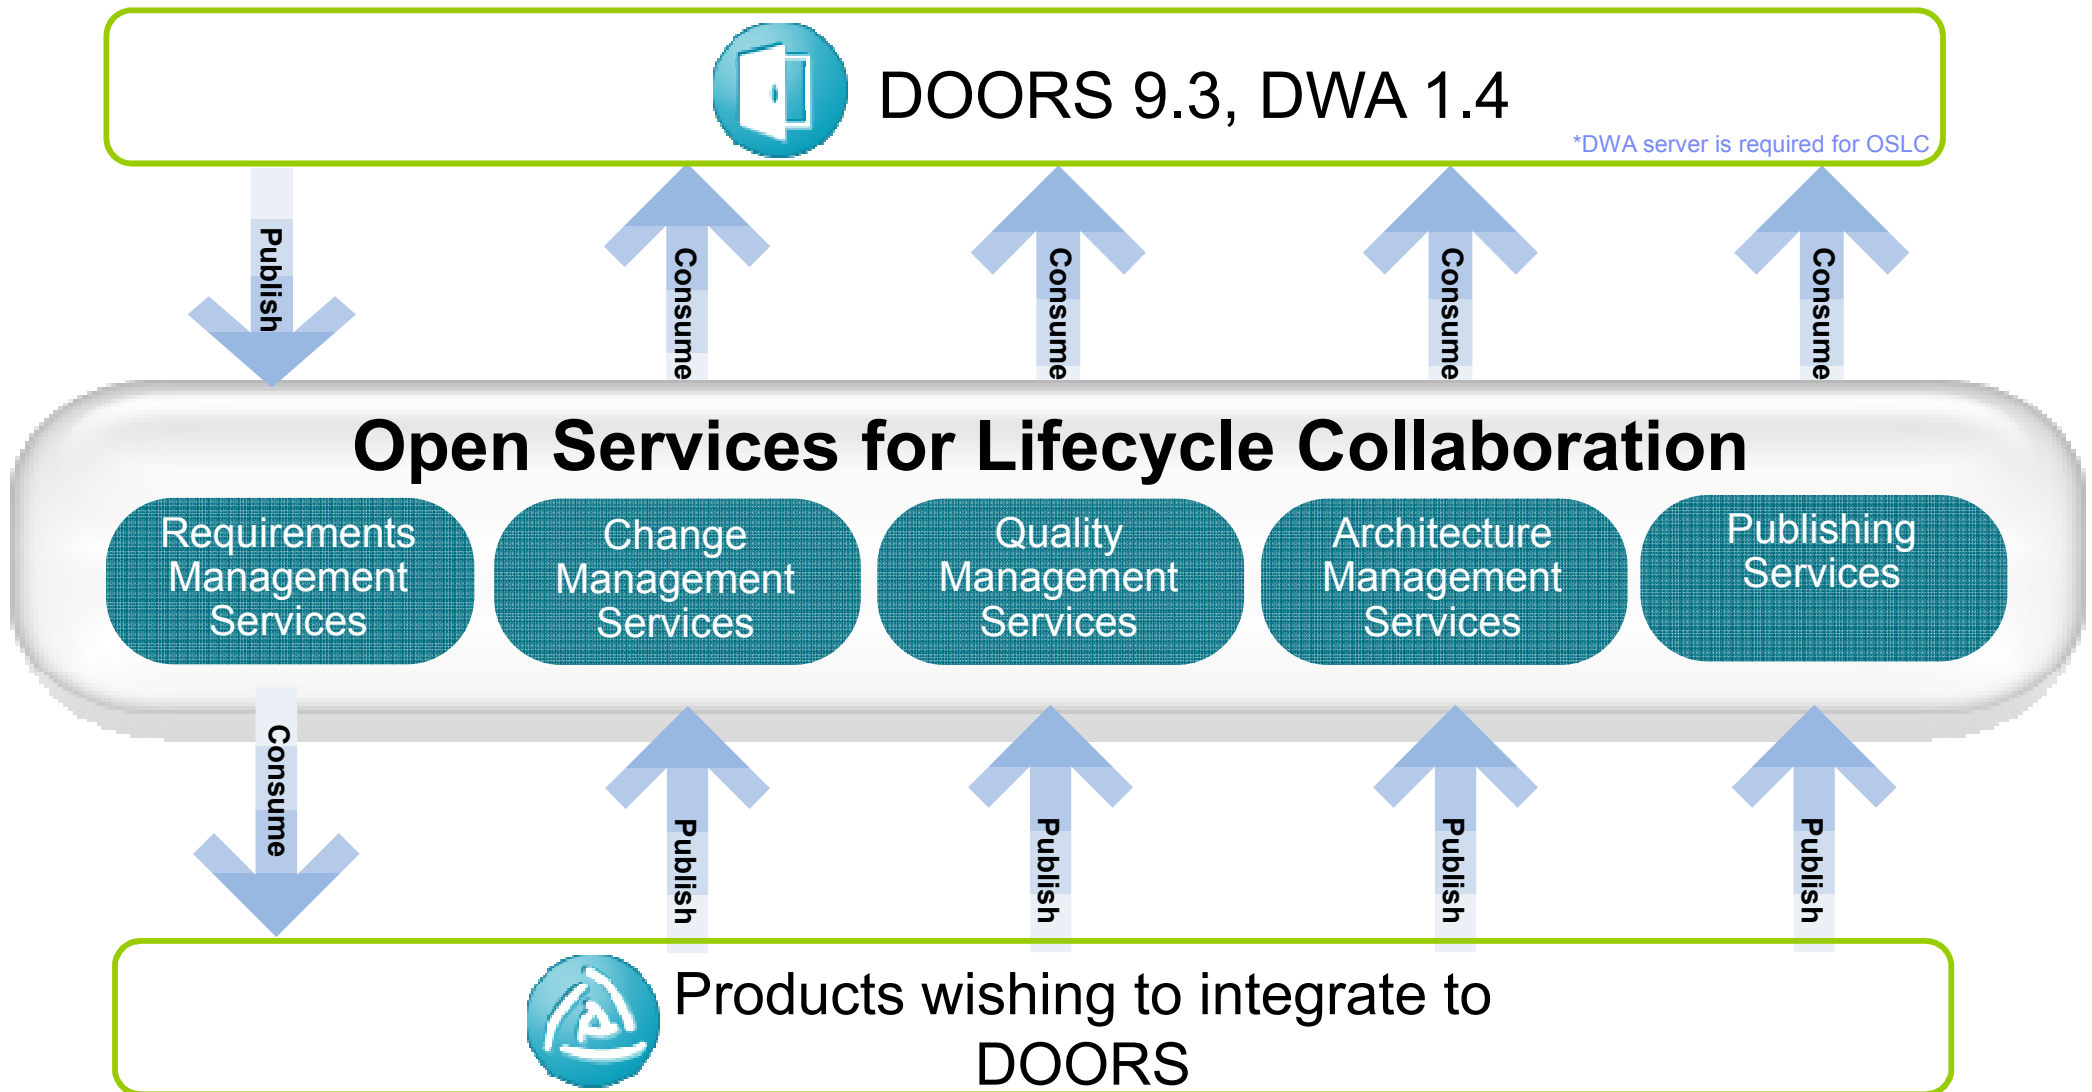 DOORS 9.3, DWA 1.4
*DWA server is required for OSLC
Publish
Consume
Consume
Consume
Consume
Open Services for Lifecycle Collaboration
Requirements
Management
Services
Change
Management
Services
Quality
Management
Services
Architecture
Management
Services
Publishing
Services
Consume
Publish
Publish
Publish
Publish
Products wishing to integrate to
DOORS